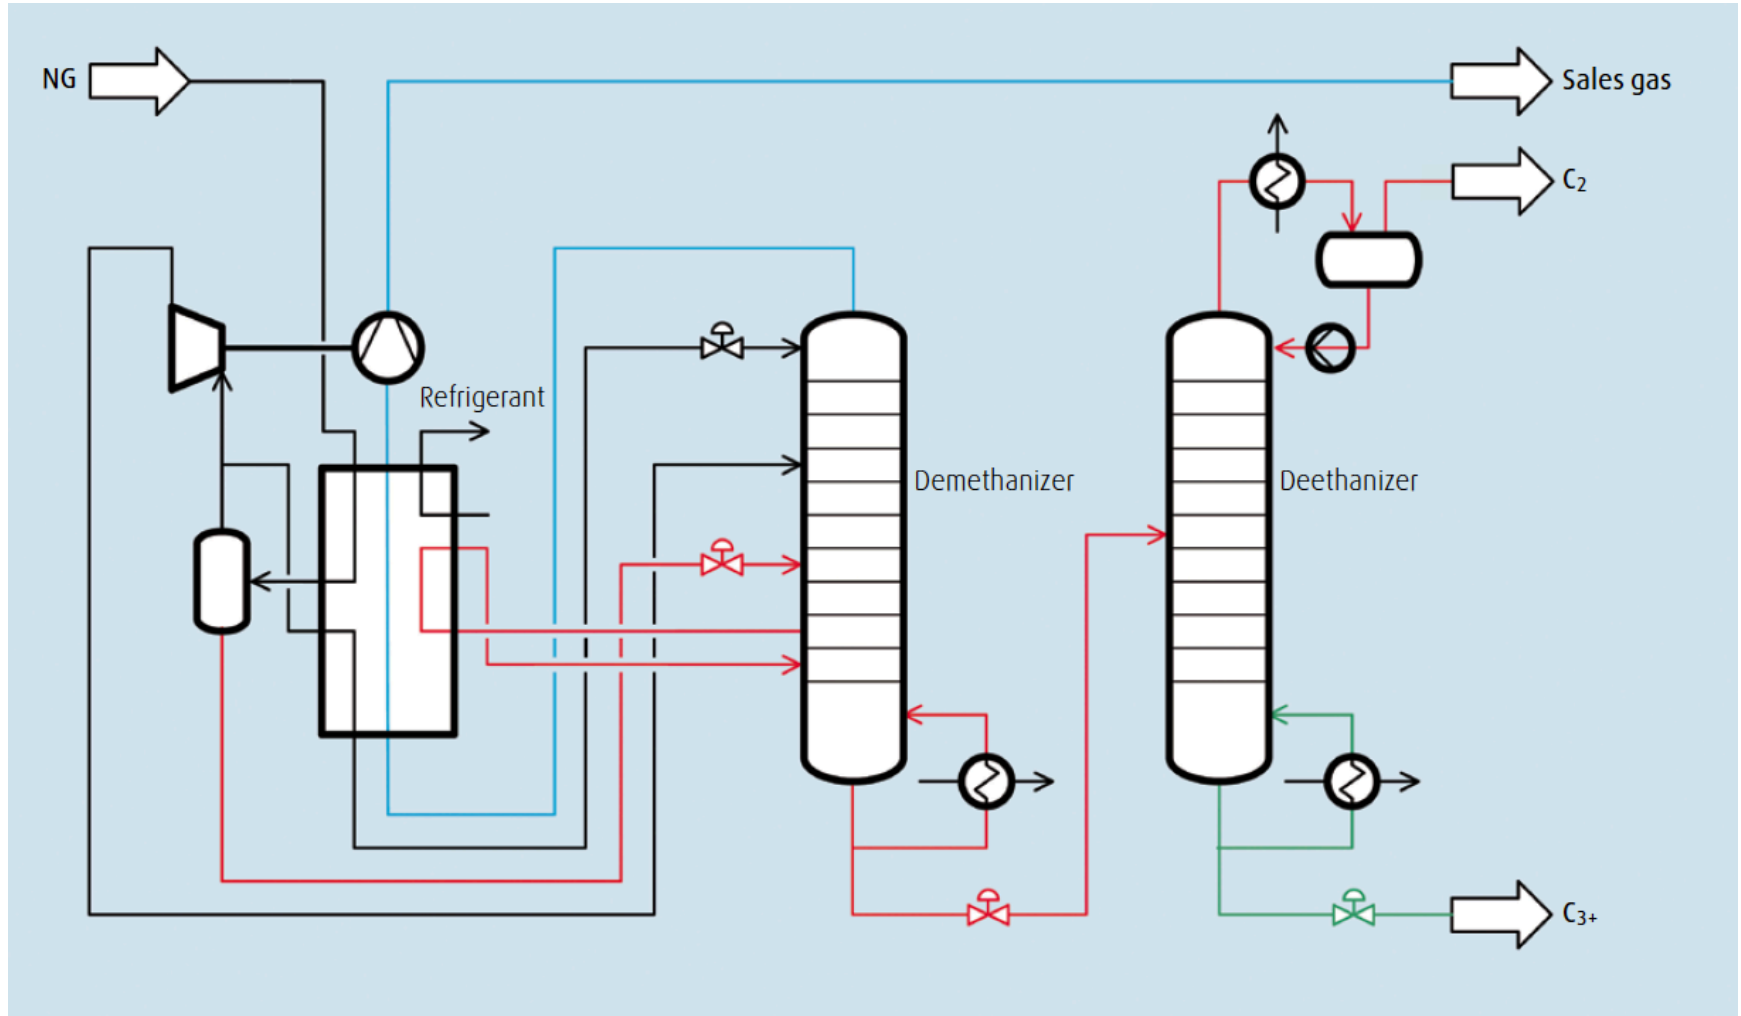 NG
Sales gas
C₂
Refrigerant
Demethanizer
Deethanizer
C₃₊